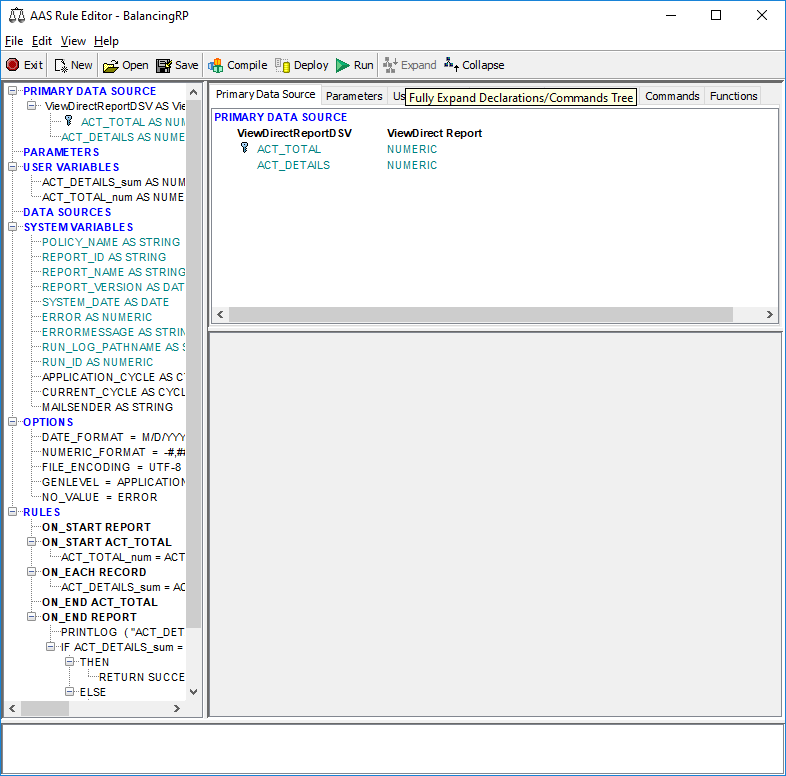 AAS Rule Editor - BalancingRP
File Edit View Help
Exit New Open Save Compile Deploy Run Expand Collapse
PRIMARY DATA SOURCE
ViewDirectReportDSV AS Vie
ACT_TOTAL AS NUM
ACT_DETAILS AS NUME
PARAMETERS
USER VARIABLES
ACT_DETAILS_sum AS NUM
ACT_TOTAL_num AS NUME
DATA SOURCES
SYSTEM VARIABLES
POLICY_NAME AS STRING
REPORT_ID AS STRING
REPORT_NAME AS STRING
REPORT_VERSION AS DAT
SYSTEM_DATE AS DATE
ERROR AS NUMERIC
ERRORMESSAGE AS STRIN
RUN_LOG_PATHNAME AS S
RUN_ID AS NUMERIC
APPLICATION_CYCLE AS C
CURRENT_CYCLE AS CYCL
MAILSENDER AS STRING
OPTIONS
DATE_FORMAT = M/D/YYY
NUMERIC_FORMAT = -#,##
FILE_ENCODING = UTF-8
GENLEVEL = APPLICATION
NO_VALUE = ERROR
RULES
ON_START REPORT
ON_START ACT_TOTAL
ACT_TOTAL_num = ACT
ON_EACH RECORD
ACT_DETAILS_sum = AC
ON_END ACT_TOTAL
ON_END REPORT
PRINTLOG ( "ACT_DET
IF ACT_DETAILS_sum =
THEN
RETURN SUCCE
ELSE
Primary Data Source Parameters Us Fully Expand Declarations/Commands Tree Commands Functions
PRIMARY DATA SOURCE
ViewDirectReportDSV ViewDirect Report
ACT_TOTAL NUMERIC
ACT_DETAILS NUMERIC